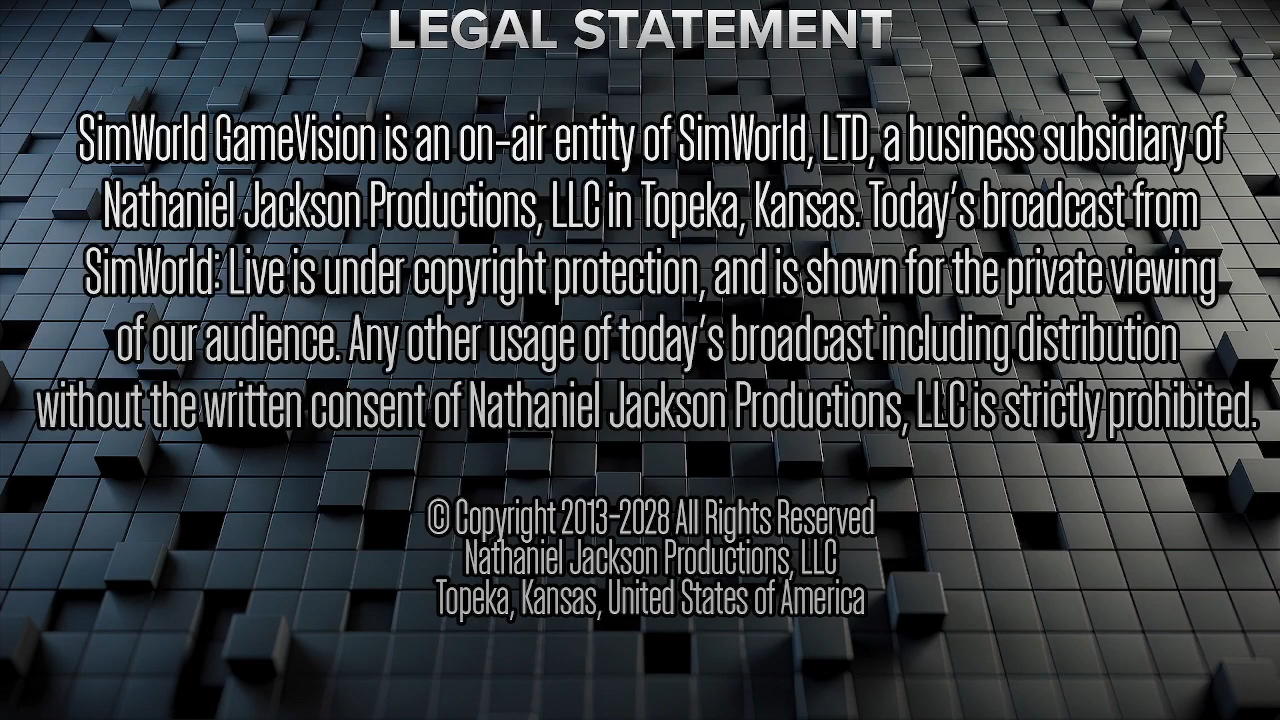 LEGAL STATEMENT
SimWorld GameVision is an on-air entity of SimWorld, LTD, a business subsidiary of
Nathaniel Jackson Productions, LLC in Topeka, Kansas. Today's broadcast from
SimWorld: Live is under copyright protection, and is shown for the private viewing
of our audience. Any other usage of today's broadcast including distribution
without the written consent of Nathaniel Jackson Productions, LLC is strictly prohibited.
© Copyright 2013-2028 All Rights Reserved
Nathaniel Jackson Productions, LLC
Topeka, Kansas, United States of America